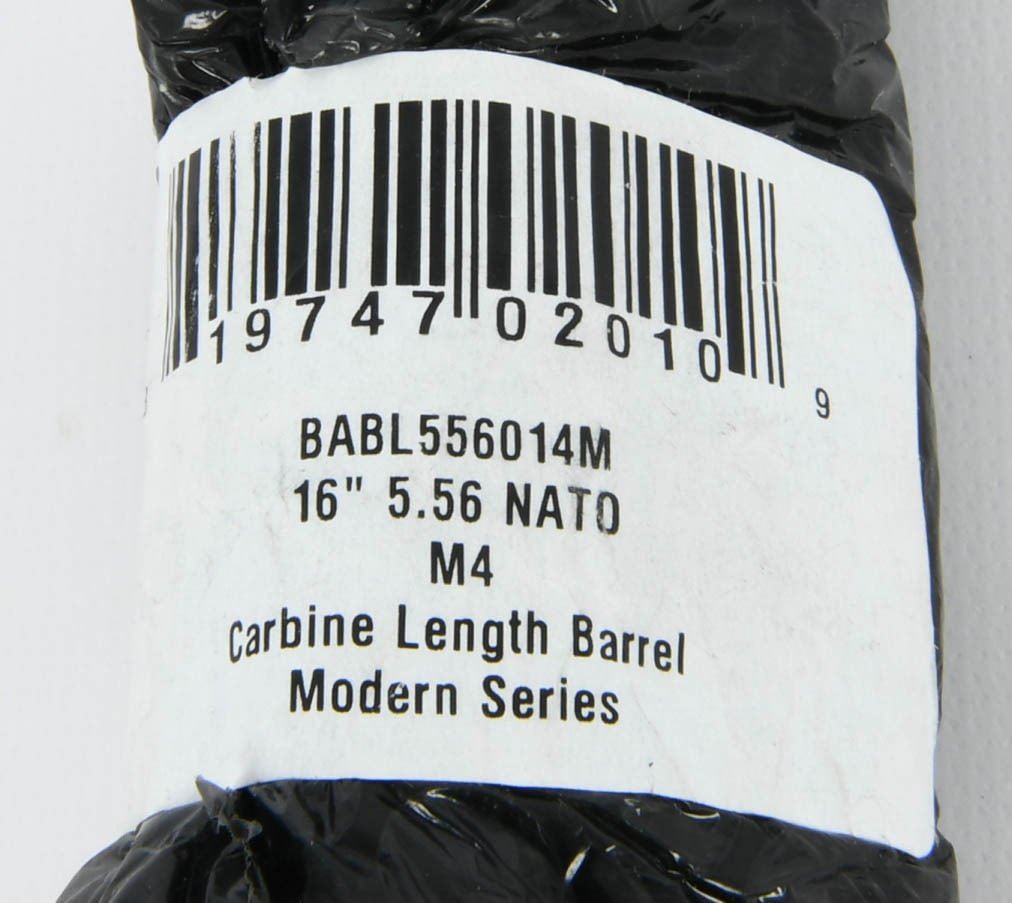 19747 02010 9
BABL556014M
16" 5.56 NATO
M4
Carbine Length Barrel
Modern Series